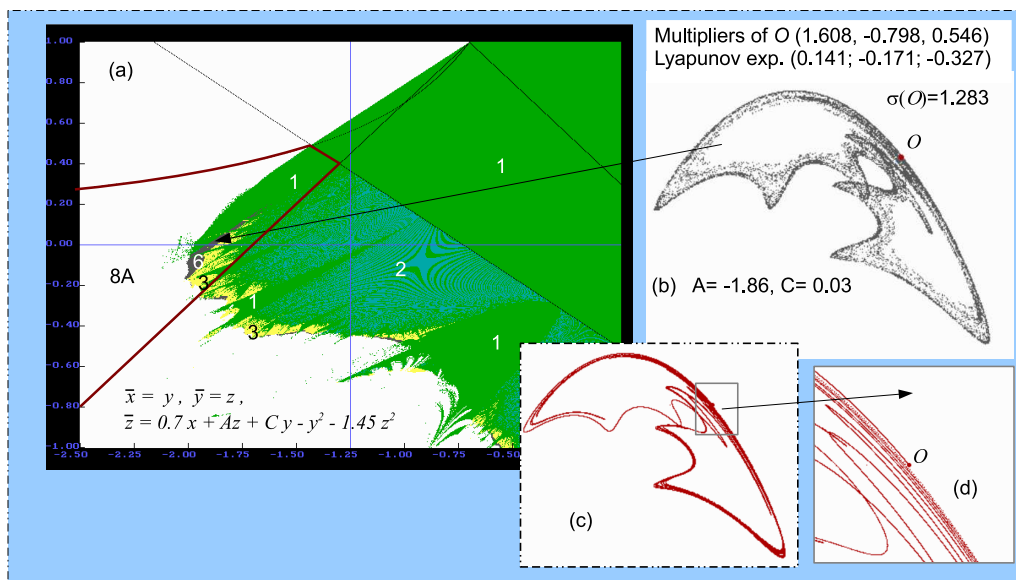 Multipliers of O (1.608, -0.798, 0.546)
Lyapunov exp. (0.141; -0.171; -0.327)
σ(O)=1.283
O
(b) A= -1.86, C= 0.03
1.00
0.80
0.60
0.40
0.20
0.00
-0.20
-0.40
-0.60
-0.80
-1.00
-2.50
-2.00
-1.75
-1.50
-1.25
-1.00
-0.75
-0.50
(a)
1
1
6
3
2
8A
1
3
1
x̅ = y , y̅ = z ,
z̅ = 0.7 x + Az + C y - y² - 1.45 z²
(c)
O
(d)